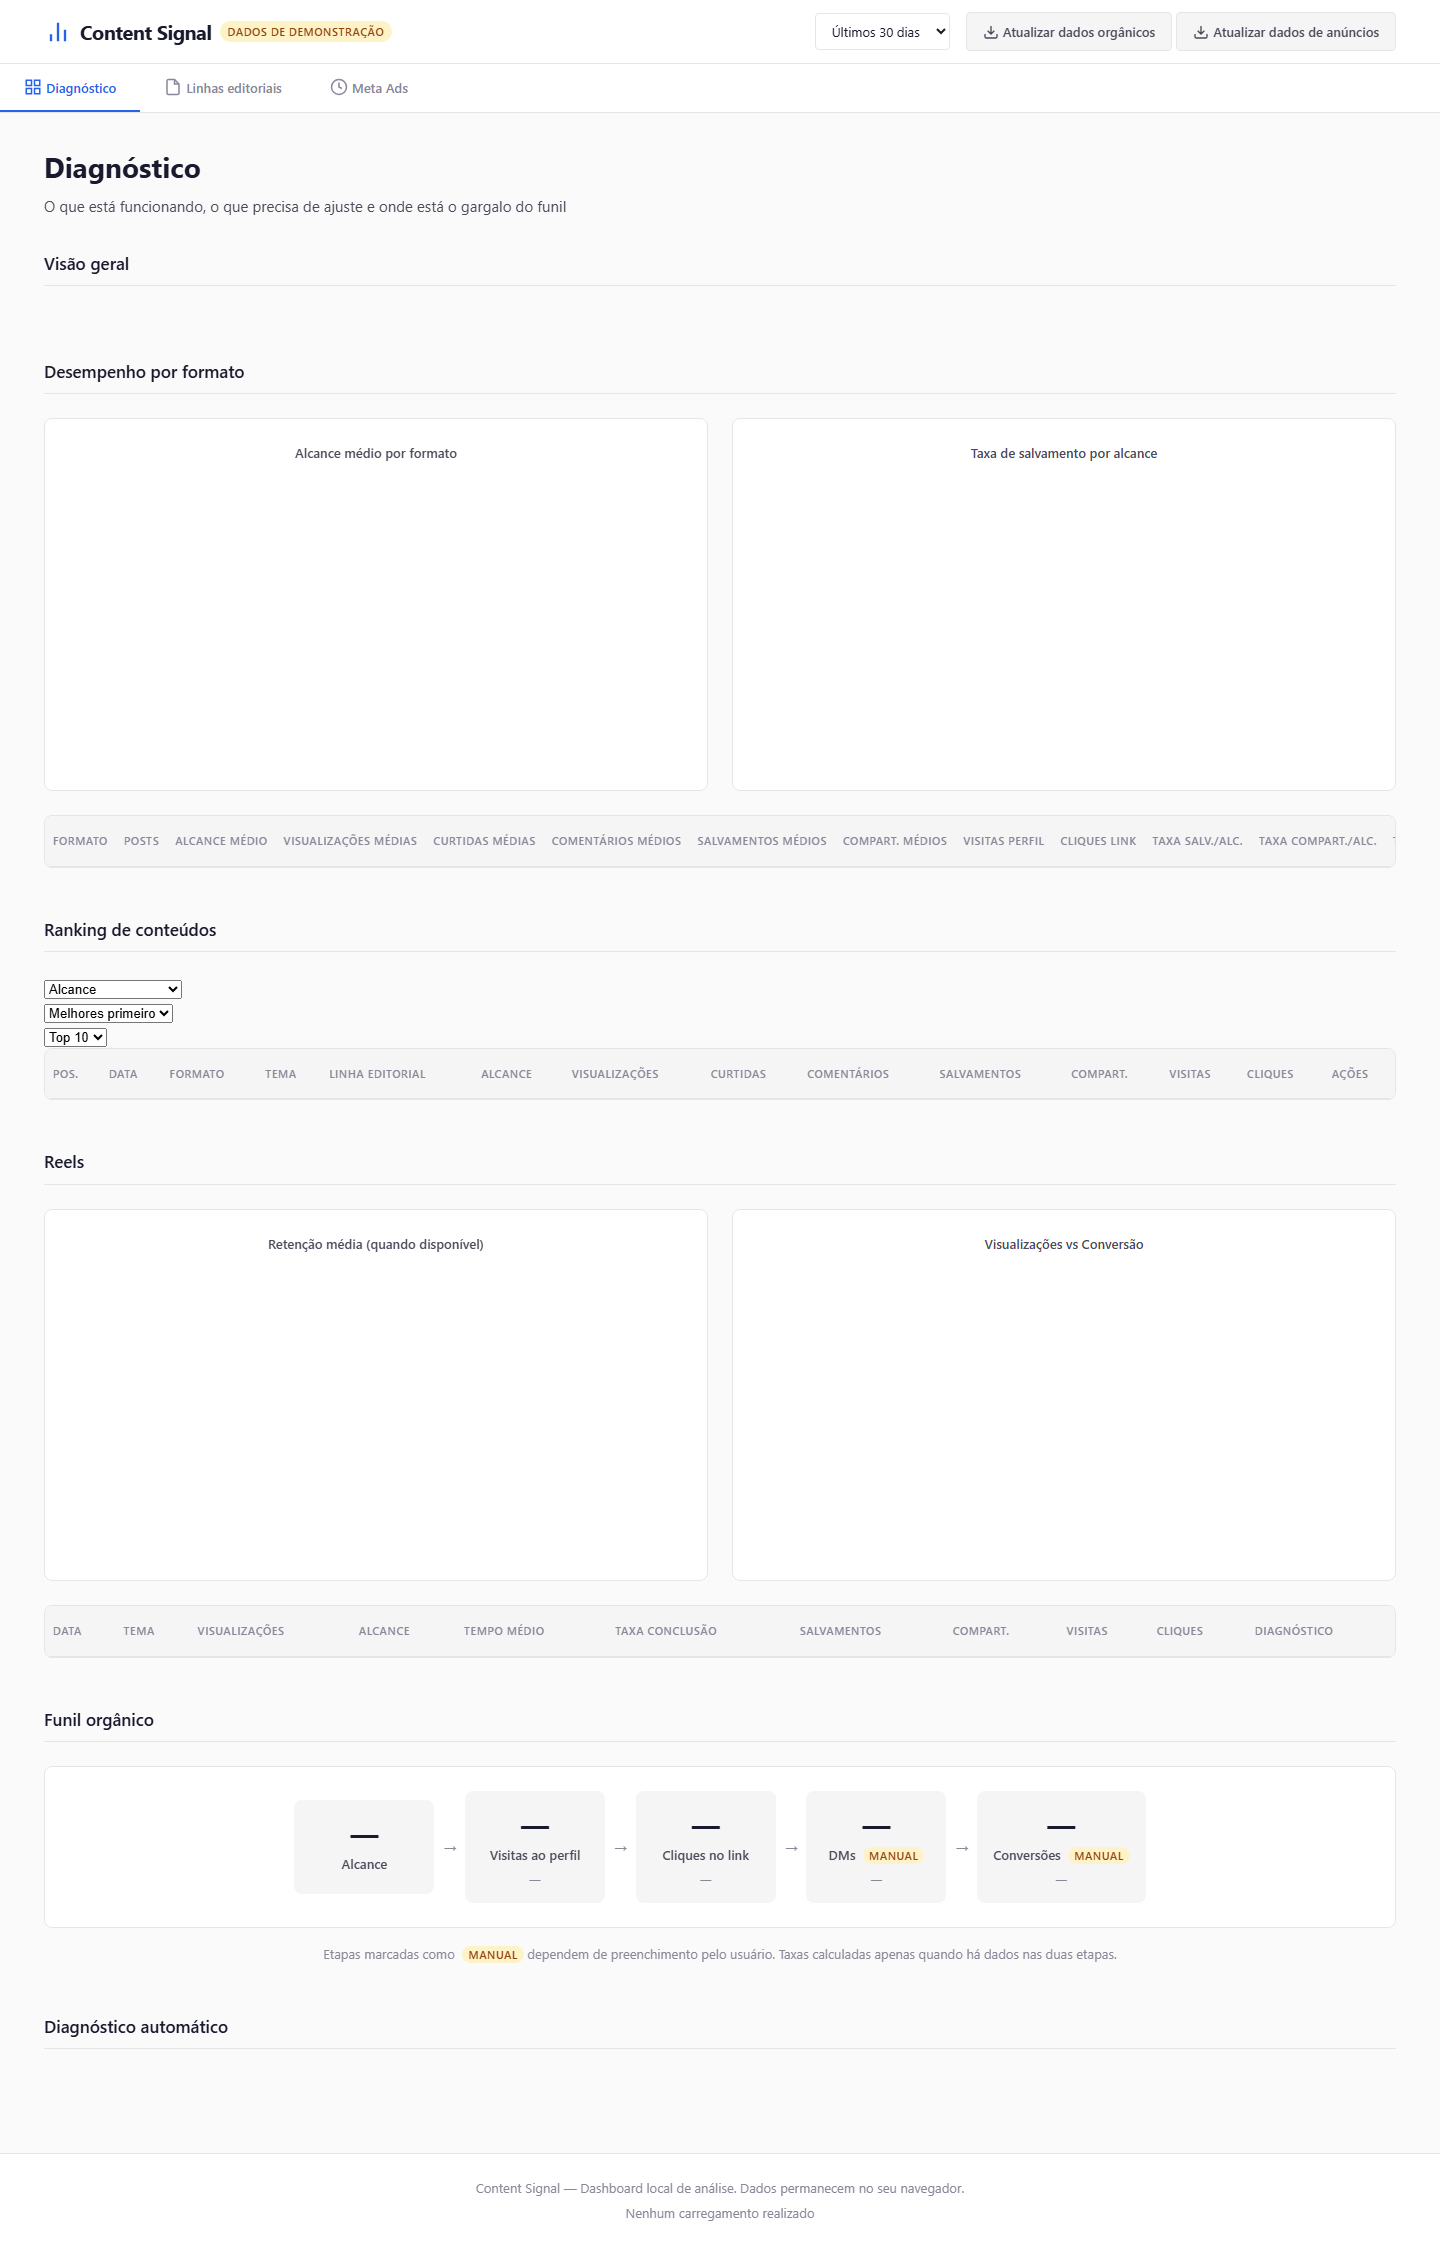 Content Signal DADOS DE DEMONSTRAÇÃO Últimos 30 dias Atualizar dados orgânicos Atualizar dados de anúncios
Diagnóstico Linhas editoriais Meta Ads
Diagnóstico
O que está funcionando, o que precisa de ajuste e onde está o gargalo do funil
Visão geral
Desempenho por formato
Alcance médio por formato Taxa de salvamento por alcance
FORMATO POSTS ALCANCE MÉDIO VISUALIZAÇÕES MÉDIAS CURTIDAS MÉDIAS COMENTÁRIOS MÉDIOS SALVAMENTOS MÉDIOS COMPART. MÉDIOS VISITAS PERFIL CLIQUES LINK TAXA SALV./ALC. TAXA COMPART./ALC.
Ranking de conteúdos
Alcance
Melhores primeiro
Top 10
POS. DATA FORMATO TEMA LINHA EDITORIAL ALCANCE VISUALIZAÇÕES CURTIDAS COMENTÁRIOS SALVAMENTOS COMPART. VISITAS CLIQUES AÇÕES
Reels
Retenção média (quando disponível) Visualizações vs Conversão
DATA TEMA VISUALIZAÇÕES ALCANCE TEMPO MÉDIO TAXA CONCLUSÃO SALVAMENTOS COMPART. VISITAS CLIQUES DIAGNÓSTICO
Funil orgânico
— → — → — → — → —
Alcance Visitas ao perfil Cliques no link DMs MANUAL Conversões MANUAL
— — — —
Etapas marcadas como MANUAL dependem de preenchimento pelo usuário. Taxas calculadas apenas quando há dados nas duas etapas.
Diagnóstico automático
Content Signal — Dashboard local de análise. Dados permanecem no seu navegador.
Nenhum carregamento realizado